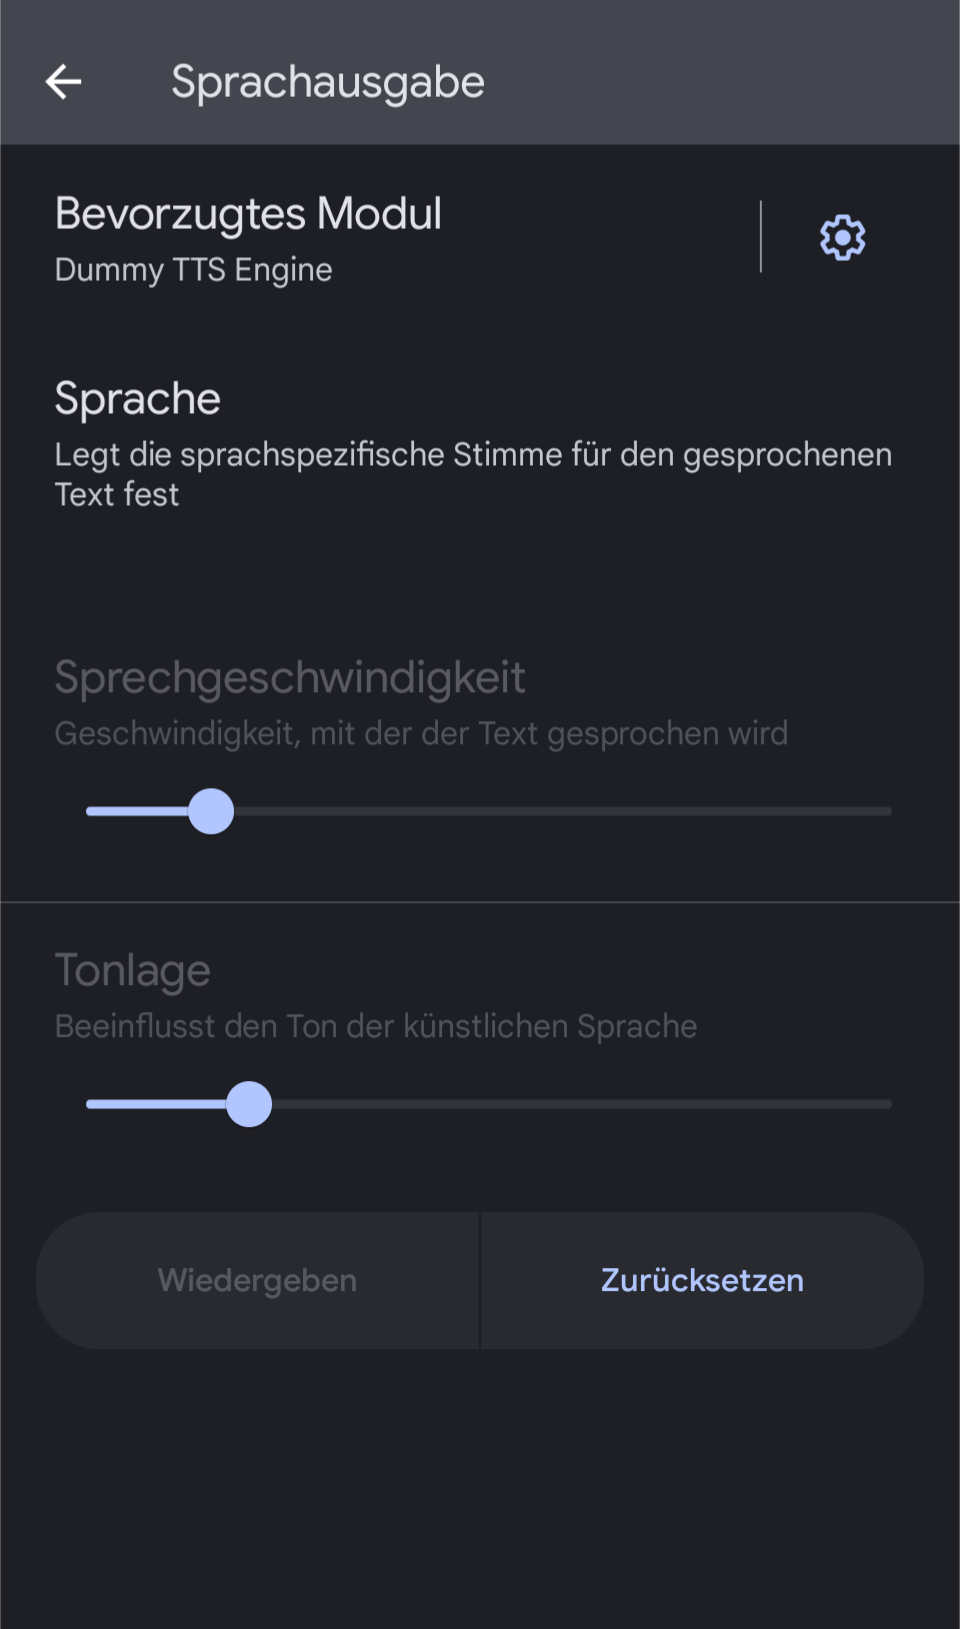 Sprachausgabe
Bevorzugtes Modul
Dummy TTS Engine
Sprache
Legt die sprachspezifische Stimme für den gesprochenen
Text fest
Sprechgeschwindigkeit
Geschwindigkeit, mit der der Text gesprochen wird
Tonlage
Beeinflusst den Ton der künstlichen Sprache
Wiedergeben
Zurücksetzen